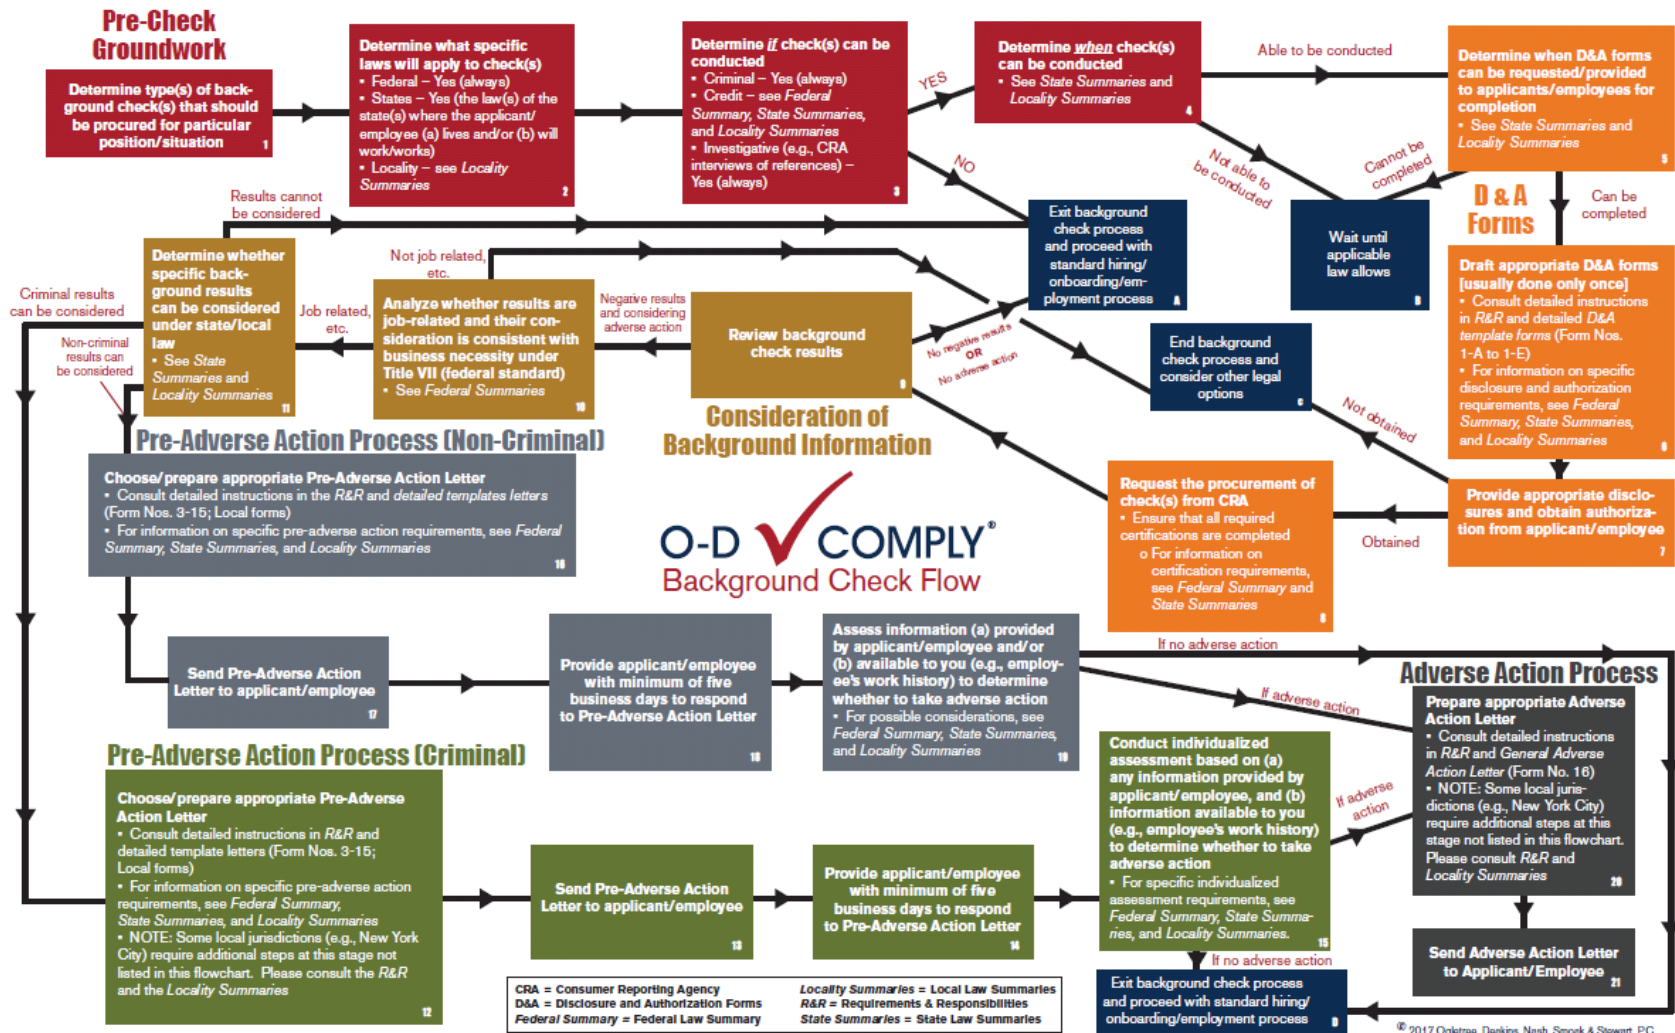 Pre-Check
Groundwork
Determine type(s) of back-
ground check(s) that should
be procured for particular
position/situation
1
Determine what specific
laws will apply to check(s)
▪ Federal – Yes (always)
▪ States – Yes (the law(s) of the
state(s) where the applicant/
employee (a) lives and/or (b) will
work/works)
▪ Locality – see Locality
Summaries
2
Determine if check(s) can be
conducted
▪ Criminal – Yes (always)
▪ Credit – see Federal
Summary, State Summaries,
and Locality Summaries
▪ Investigative (e.g., CRA
interviews of references) –
Yes (always)
3
YES
NO
Determine when check(s)
can be conducted
▪ See State Summaries and
Locality Summaries
4
Able to be conducted
Not able to
be conducted
Determine when D&A forms
can be requested/provided
to applicants/employees for
completion
▪ See State Summaries and
Locality Summaries
5
Cannot be
completed
Can be
completed
D & A
Forms
Exit background
check process
and proceed with
standard hiring/
onboarding/em-
ployment process
A
Wait until
applicable
law allows
B
Draft appropriate D&A forms
[usually done only once]
▪ Consult detailed instructions
in R&R and detailed D&A
template forms (Form Nos.
1-A to 1-E)
▪ For information on specific
disclosure and authorization
requirements, see Federal
Summary, State Summaries,
and Locality Summaries
6
Results cannot
be considered
Determine whether
specific back-
ground results
can be considered
under state/local
law
▪ See State
Summaries and
Locality Summaries
11
Criminal results
can be considered
Non-criminal
results can
be considered
Not job related,
etc.
Job related,
etc.
Analyze whether results are
job-related and their con-
sideration is consistent with
business necessity under
Title VII (federal standard)
▪ See Federal Summaries
10
Negative results
and considering
adverse action
Review background
check results
9
No negative results
OR
No adverse action
End background
check process and
consider other legal
options
C
Not obtained
Consideration of
Background Information
Provide appropriate disclo-
sures and obtain authoriza-
tion from applicant/employee
7
Obtained
Request the procurement of
check(s) from CRA
▪ Ensure that all required
certifications are completed
o For information on
certification requirements,
see Federal Summary and
State Summaries
8
Pre-Adverse Action Process (Non-Criminal)
Choose/prepare appropriate Pre-Adverse Action Letter
▪ Consult detailed instructions in the R&R and detailed templates letters
(Form Nos. 3-15; Local forms)
▪ For information on specific pre-adverse action requirements, see Federal
Summary, State Summaries, and Locality Summaries
16
O-D COMPLY®
Background Check Flow
Send Pre-Adverse Action
Letter to applicant/employee
17
Provide applicant/employee
with minimum of five
business days to respond
to Pre-Adverse Action Letter
18
Assess information (a) provided
by applicant/employee and/or
(b) available to you (e.g., employ-
ee's work history) to determine
whether to take adverse action
▪ For possible considerations, see
Federal Summary, State Summaries,
and Locality Summaries
19
If no adverse action
If adverse action
Adverse Action Process
Prepare appropriate Adverse
Action Letter
▪ Consult detailed instructions
in R&R and General Adverse
Action Letter (Form No. 16)
▪ NOTE: Some local juris-
dictions (e.g., New York City)
require additional steps at this
stage not listed in this flowchart.
Please consult R&R and
Locality Summaries
20
Pre-Adverse Action Process (Criminal)
Choose/prepare appropriate Pre-Adverse
Action Letter
▪ Consult detailed instructions in R&R and
detailed template letters (Form Nos. 3-15;
Local forms)
▪ For information on specific pre-adverse action
requirements, see Federal Summary,
State Summaries, and Locality Summaries
▪ NOTE: Some local jurisdictions (e.g., New York
City) require additional steps at this stage not
listed in this flowchart. Please consult the R&R
and the Locality Summaries
12
Send Pre-Adverse Action
Letter to applicant/employee
13
Provide applicant/employee
with minimum of five
business days to respond
to Pre-Adverse Action Letter
14
Conduct individualized
assessment based on (a)
any information provided by
applicant/employee, and (b)
information available to you
(e.g., employee's work history)
to determine whether to take
adverse action
▪ For specific individualized
assessment requirements, see
Federal Summary, State Summa-
ries, and Locality Summaries.
15
If adverse
action
If no adverse action
Send Adverse Action Letter
to Applicant/Employee
21
Exit background check process
and proceed with standard hiring/
onboarding/employment process
D
CRA = Consumer Reporting Agency
D&A = Disclosure and Authorization Forms
Federal Summary = Federal Law Summary
Locality Summaries = Local Law Summaries
R&R = Requirements & Responsibilities
State Summaries = State Law Summaries
© 2017 Ogletree, Deakins, Nash, Smoak & Stewart, P.C.